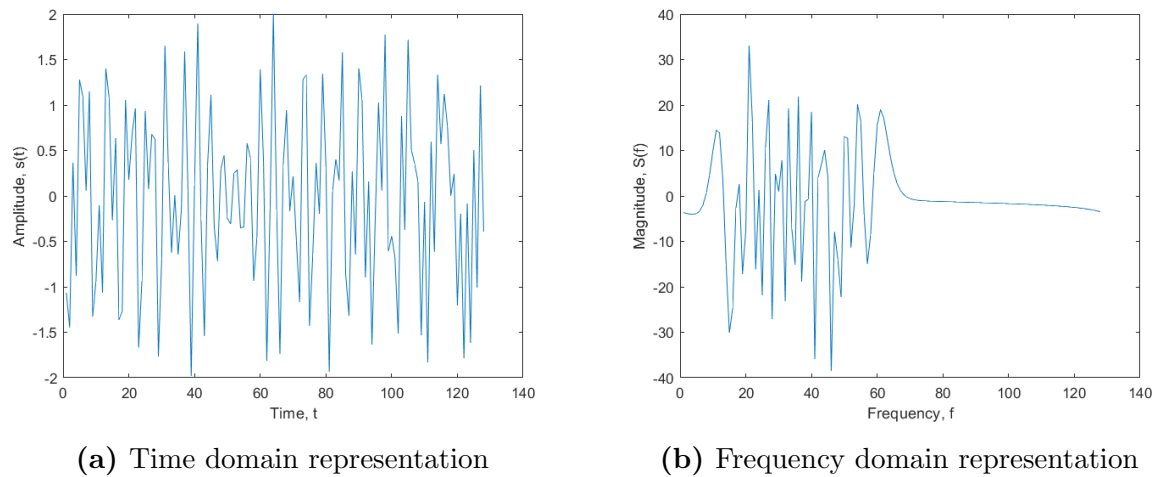 2
1.5
1
0.5
0
-0.5
-1
-1.5
-2
Amplitude, s(t)
0 20 40 60 80 100 120 140
Time, t
(a) Time domain representation
40
30
20
10
0
-10
-20
-30
-40
Magnitude, S(f)
0 20 40 60 80 100 120 140
Frequency, f
(b) Frequency domain representation